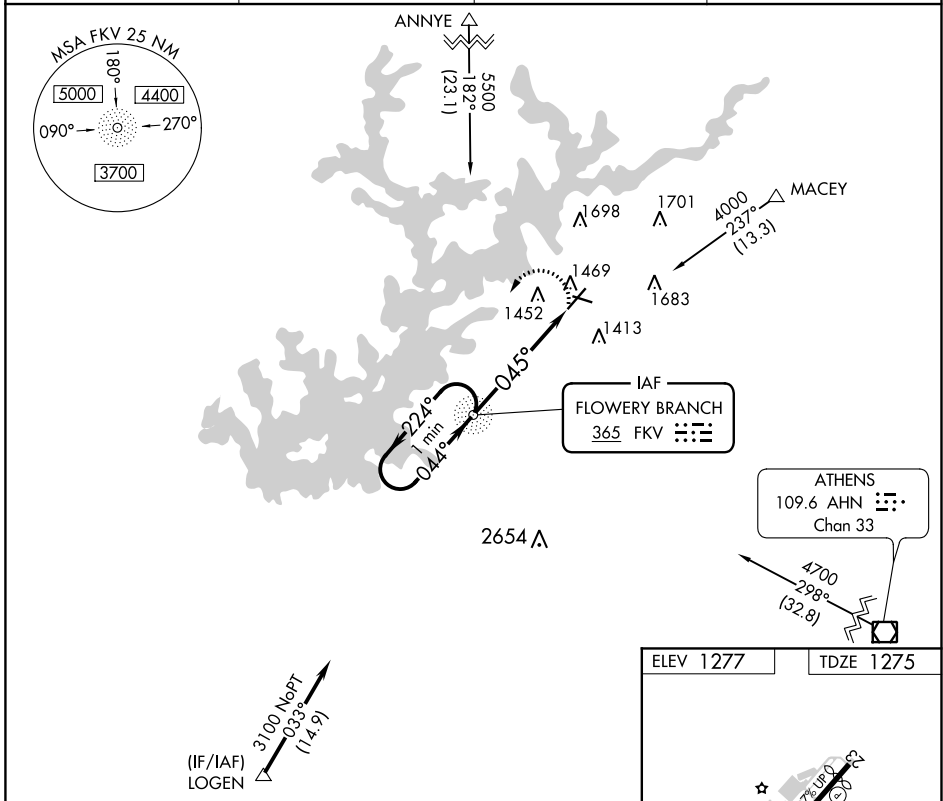 MSA FKV 25 NM
180°
5000
4400
090°
270°
3700
ANNYE
5500
182°
(23.1)
MACEY
4000
237°
(13.3)
1698
1701
1469
1452
1683
1413
045°
IAF
FLOWERY BRANCH
365 FKV
224°
1 min
044°
2654
ATHENS
109.6 AHN
Chan 33
4700
298°
(32.8)
3100 NoPT
033°
(14.9)
(IF/IAF)
LOGEN
ELEV 1277
TDZE 1275
23
7% UP
P